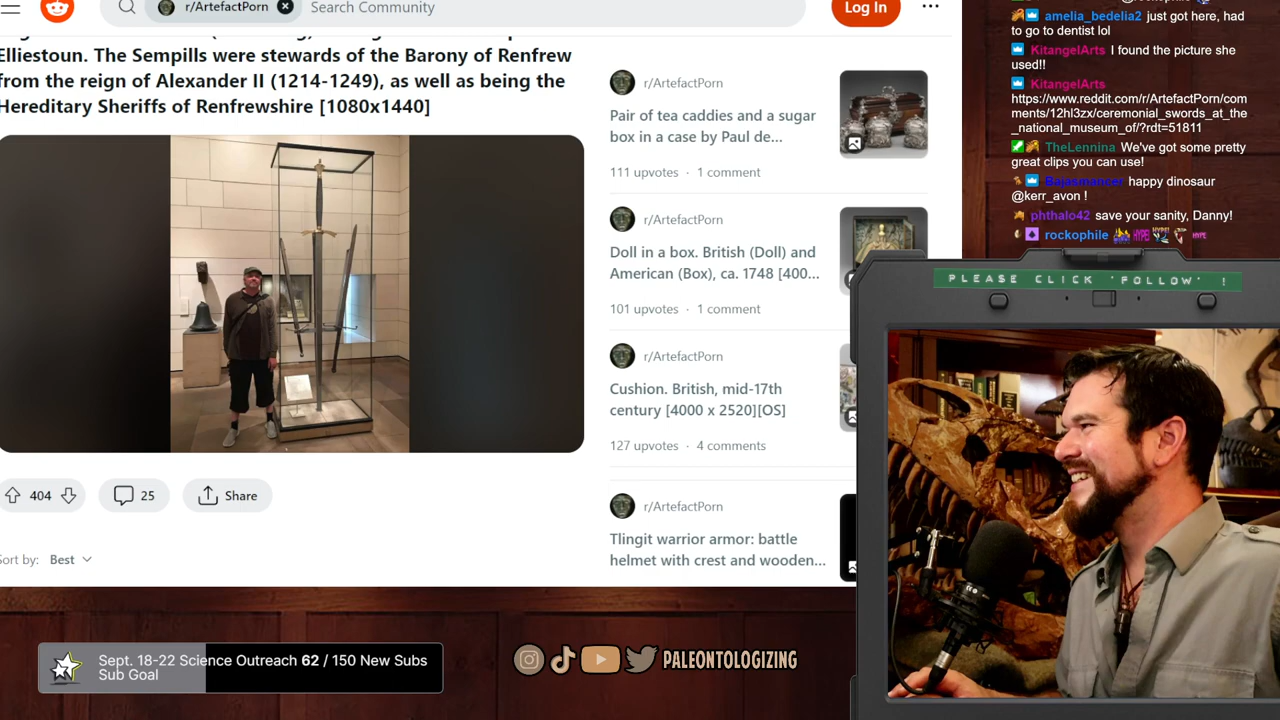 r/ArtefactPorn
Search Community
Log In
Elliestoun. The Sempills were stewards of the Barony of Renfrew
from the reign of Alexander II (1214-1249), as well as being the
Hereditary Sheriffs of Renfrewshire [1080x1440]
404
25
Share
Sort by: Best
r/ArtefactPorn
Pair of tea caddies and a sugar
box in a case by Paul de...
111 upvotes · 1 comment
r/ArtefactPorn
Doll in a box. British (Doll) and
American (Box), ca. 1748 [400...
101 upvotes · 1 comment
r/ArtefactPorn
Cushion. British, mid-17th
century [4000 x 2520][OS]
127 upvotes · 4 comments
r/ArtefactPorn
Tlingit warrior armor: battle
helmet with crest and wooden...
amelia_bedelia2 just got here, had
to go to dentist lol
KitangelArts I found the picture she
used!!
KitangelArts
https://www.reddit.com/r/ArtefactPorn/com
ments/12hl3zx/ceremonial_swords_at_the
_national_museum_of/?rdt=51811
TheLennina We've got some pretty
great clips you can use!
Bajasmancer happy dinosaur
@kerr_avon !
phthalo42 save your sanity, Danny!
rockophile
PLEASE CLICK 'FOLLOW' !
Sept. 18-22 Science Outreach 62 / 150 New Subs
Sub Goal
PALEONTOLOGIZING